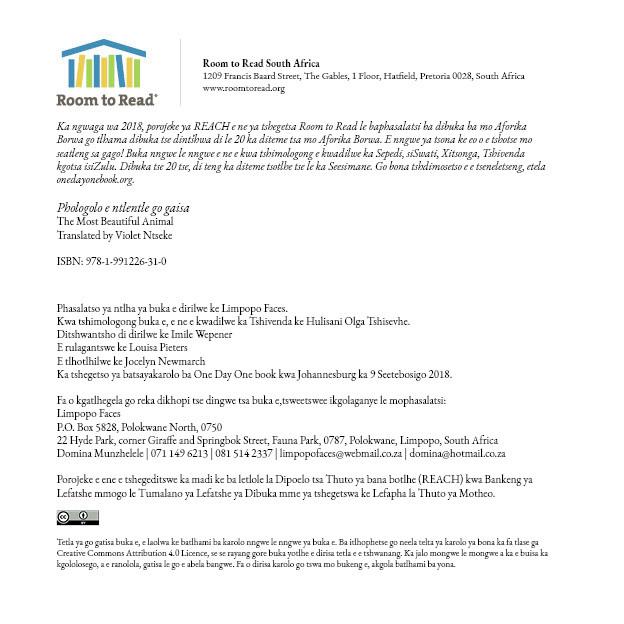 Room to Read®
Room to Read South Africa
1209 Francis Baard Street, The Gables, 1 Floor, Hatfield, Pretoria 0028, South Africa
www.roomtoread.org
Ka ngwaga wa 2018, porojeke ya REACH e ne ya tshegetsa Room to Read le baphasalatsi ba dibuka ba mo Aforika
Borwa go tlhama dibuka tse dintšhwa di le 20 ka diteme tsa mo Aforika Borwa. E nngwe ya tsona ke eo o e tshotse mo
seatleng sa gago! Buka nngwe le nngwe e ne e kwa tshimologong e kwadilwe ka Sepedi, siSwati, Xitsonga, Tshivenda
kgotsa isiZulu. Dibuka tse 20 tse, di teng ka diteme tsotlhe tse le ka Seesimane. Go bona tshdimosetso e e tseneletseng, etela
onedayonebook.org.
Phologolo e ntlentle go gaisa
The Most Beautiful Animal
Translated by Violet Ntseke
ISBN: 978-1-991226-31-0
Phasalatso ya ntlha ya buka e dirilwe ke Limpopo Feaces.
Kwa tshimologong buka e, e ne e kwadilwe ka Tshivenda ke Hulisani Olga Tshisevhe.
Ditshwantsho di dirilwe ke Imile Wepener
E rulagantswe ke Louisa Pieters
E tlhotlhilwe ke Jocelyn Newmarch
Ka tshegetso ya batsayakarolo ba One Day One book kwa Johannesburg ka 9 Seetebosigo 2018.
Fa o kgatlhegela go reka dikhopi tse dingwe tsa buka e,tsweetswee ikgolaganye le mophasalatsi:
Limpopo Faces
P.O. Box 5828, Polokwane North, 0750
22 Hyde Park, corner Giraffe and Springbok Street, Fauna Park, 0787, Polokwane, Limpopo, South Africa
Domina Munzhelele | 071 149 6213 | 081 514 2337 | limpopofaces@webmail.co.za | domina@hotmail.co.za
Porojeke e ene e tshegeditswe ka madi ke ba letlole la Dipoelo tsa Thuto ya bana botlhe (REACH) kwa Bankeng ya
Lefatshe mmogo le Tumalano ya Lefatshe ya Dibuka mme ya tshegetswa ke Lefapha la Thuto ya Motheo.
CC BY
Tetla ya go gatisa buka e, e laolwa ke batlhami ba karolo nngwe le nngwe ya buka e. Ba itlhophetse go neela telta ya karolo ya bona ka fa tlase ga
Creative Commons Attribution 4.0 Licence, se se rayang gore buka yotlhe e dirisa tetla e e tshwanang. Ka jalo mongwe le mongwe a ka e buisa ka
kgololosego, a e ranolola, gatisa le go e abela bangwe. Fa o dirisa karolo go tswa mo bukeng e, akgola batlhami ba yona.